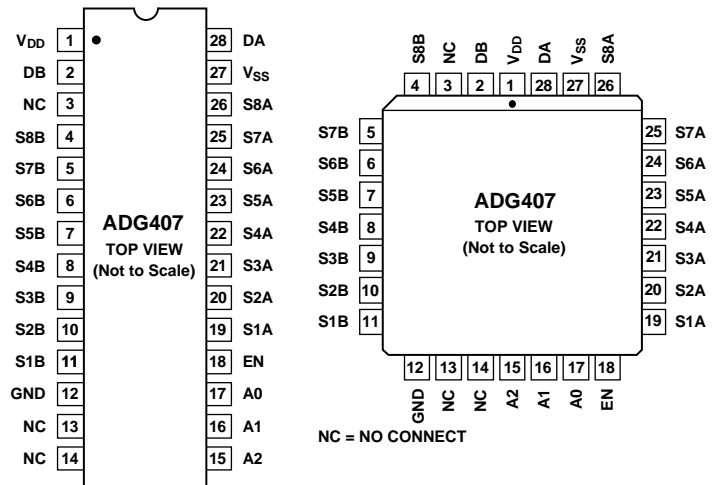 VDD 1 28 DA
DB 2 27 VSS
NC 3 26 S8A
S8B 4 25 S7A
S7B 5 24 S6A
S6B 6 23 S5A
S5B 7 22 S4A
S4B 8 21 S3A
S3B 9 20 S2A
S2B 10 19 S1A
S1B 11 18 EN
GND 12 17 A0
NC 13 16 A1
NC 14 15 A2
ADG407
TOP VIEW
(Not to Scale)
S8B NC DB VDD DA VSS S8A
4 3 2 1 28 27 26
S7B 5 25 S7A
S6B 6 24 S6A
S5B 7 23 S5A
S4B 8 22 S4A
S3B 9 21 S3A
S2B 10 20 S2A
S1B 11 19 S1A
ADG407
TOP VIEW
(Not to Scale)
12 13 14 15 16 17 18
GND NC NC A2 A1 A0 EN
NC = NO CONNECT